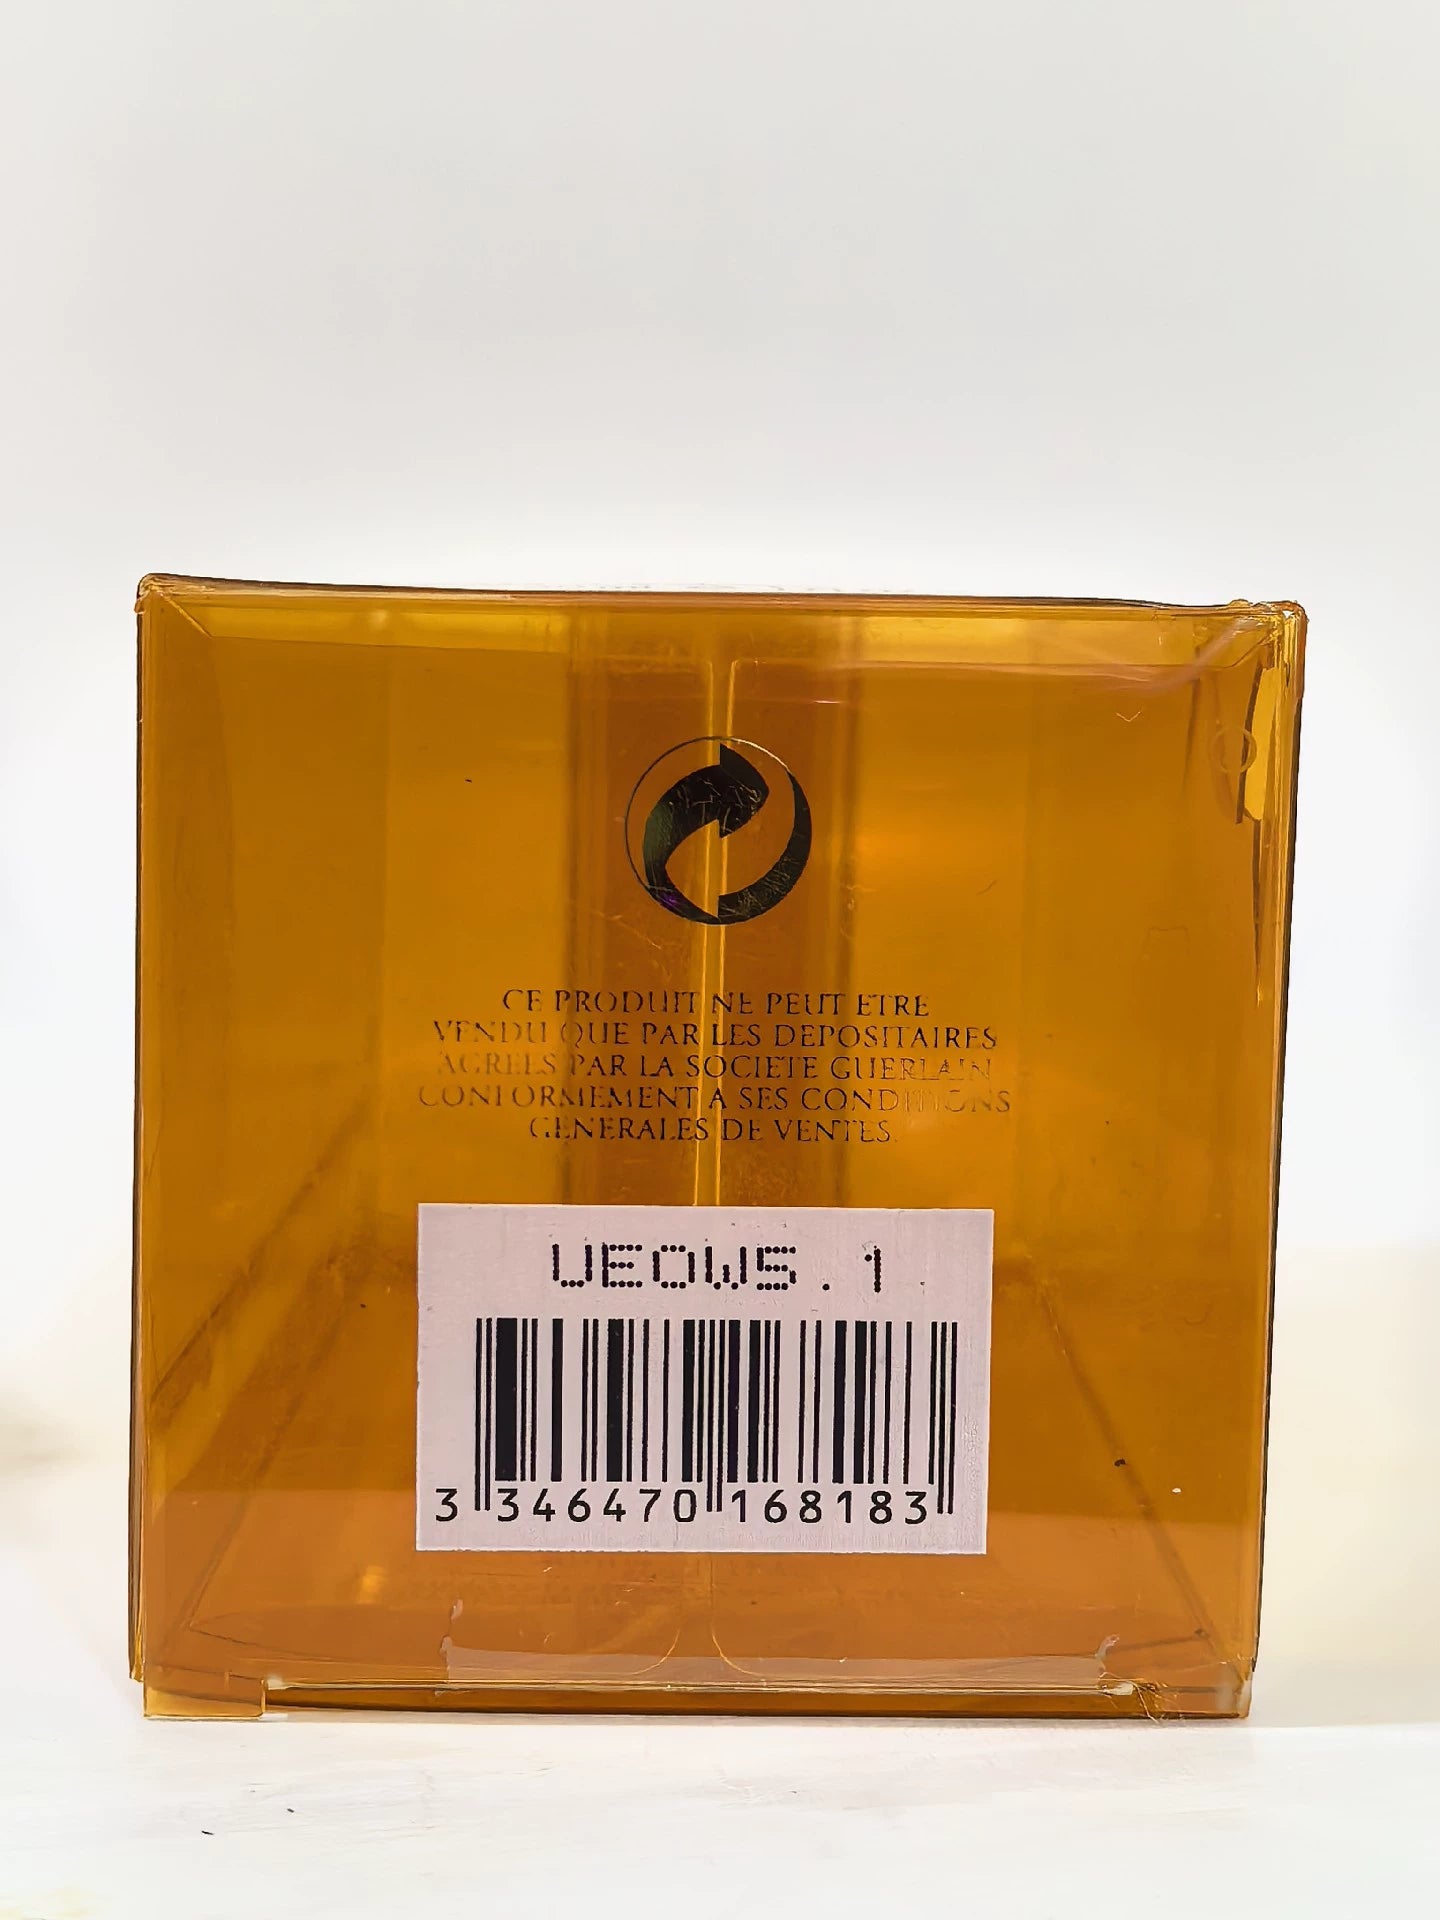 CE PRODUIT NE PEUT ETRE
VENDU QUE PAR LES DEPOSITAIRES
AGREES PAR LA SOCIETE GUERLAIN
CONFORMEMENT A SES CONDITIONS
GENERALES DE VENTES.
UEOW5.1
3 346470 168183